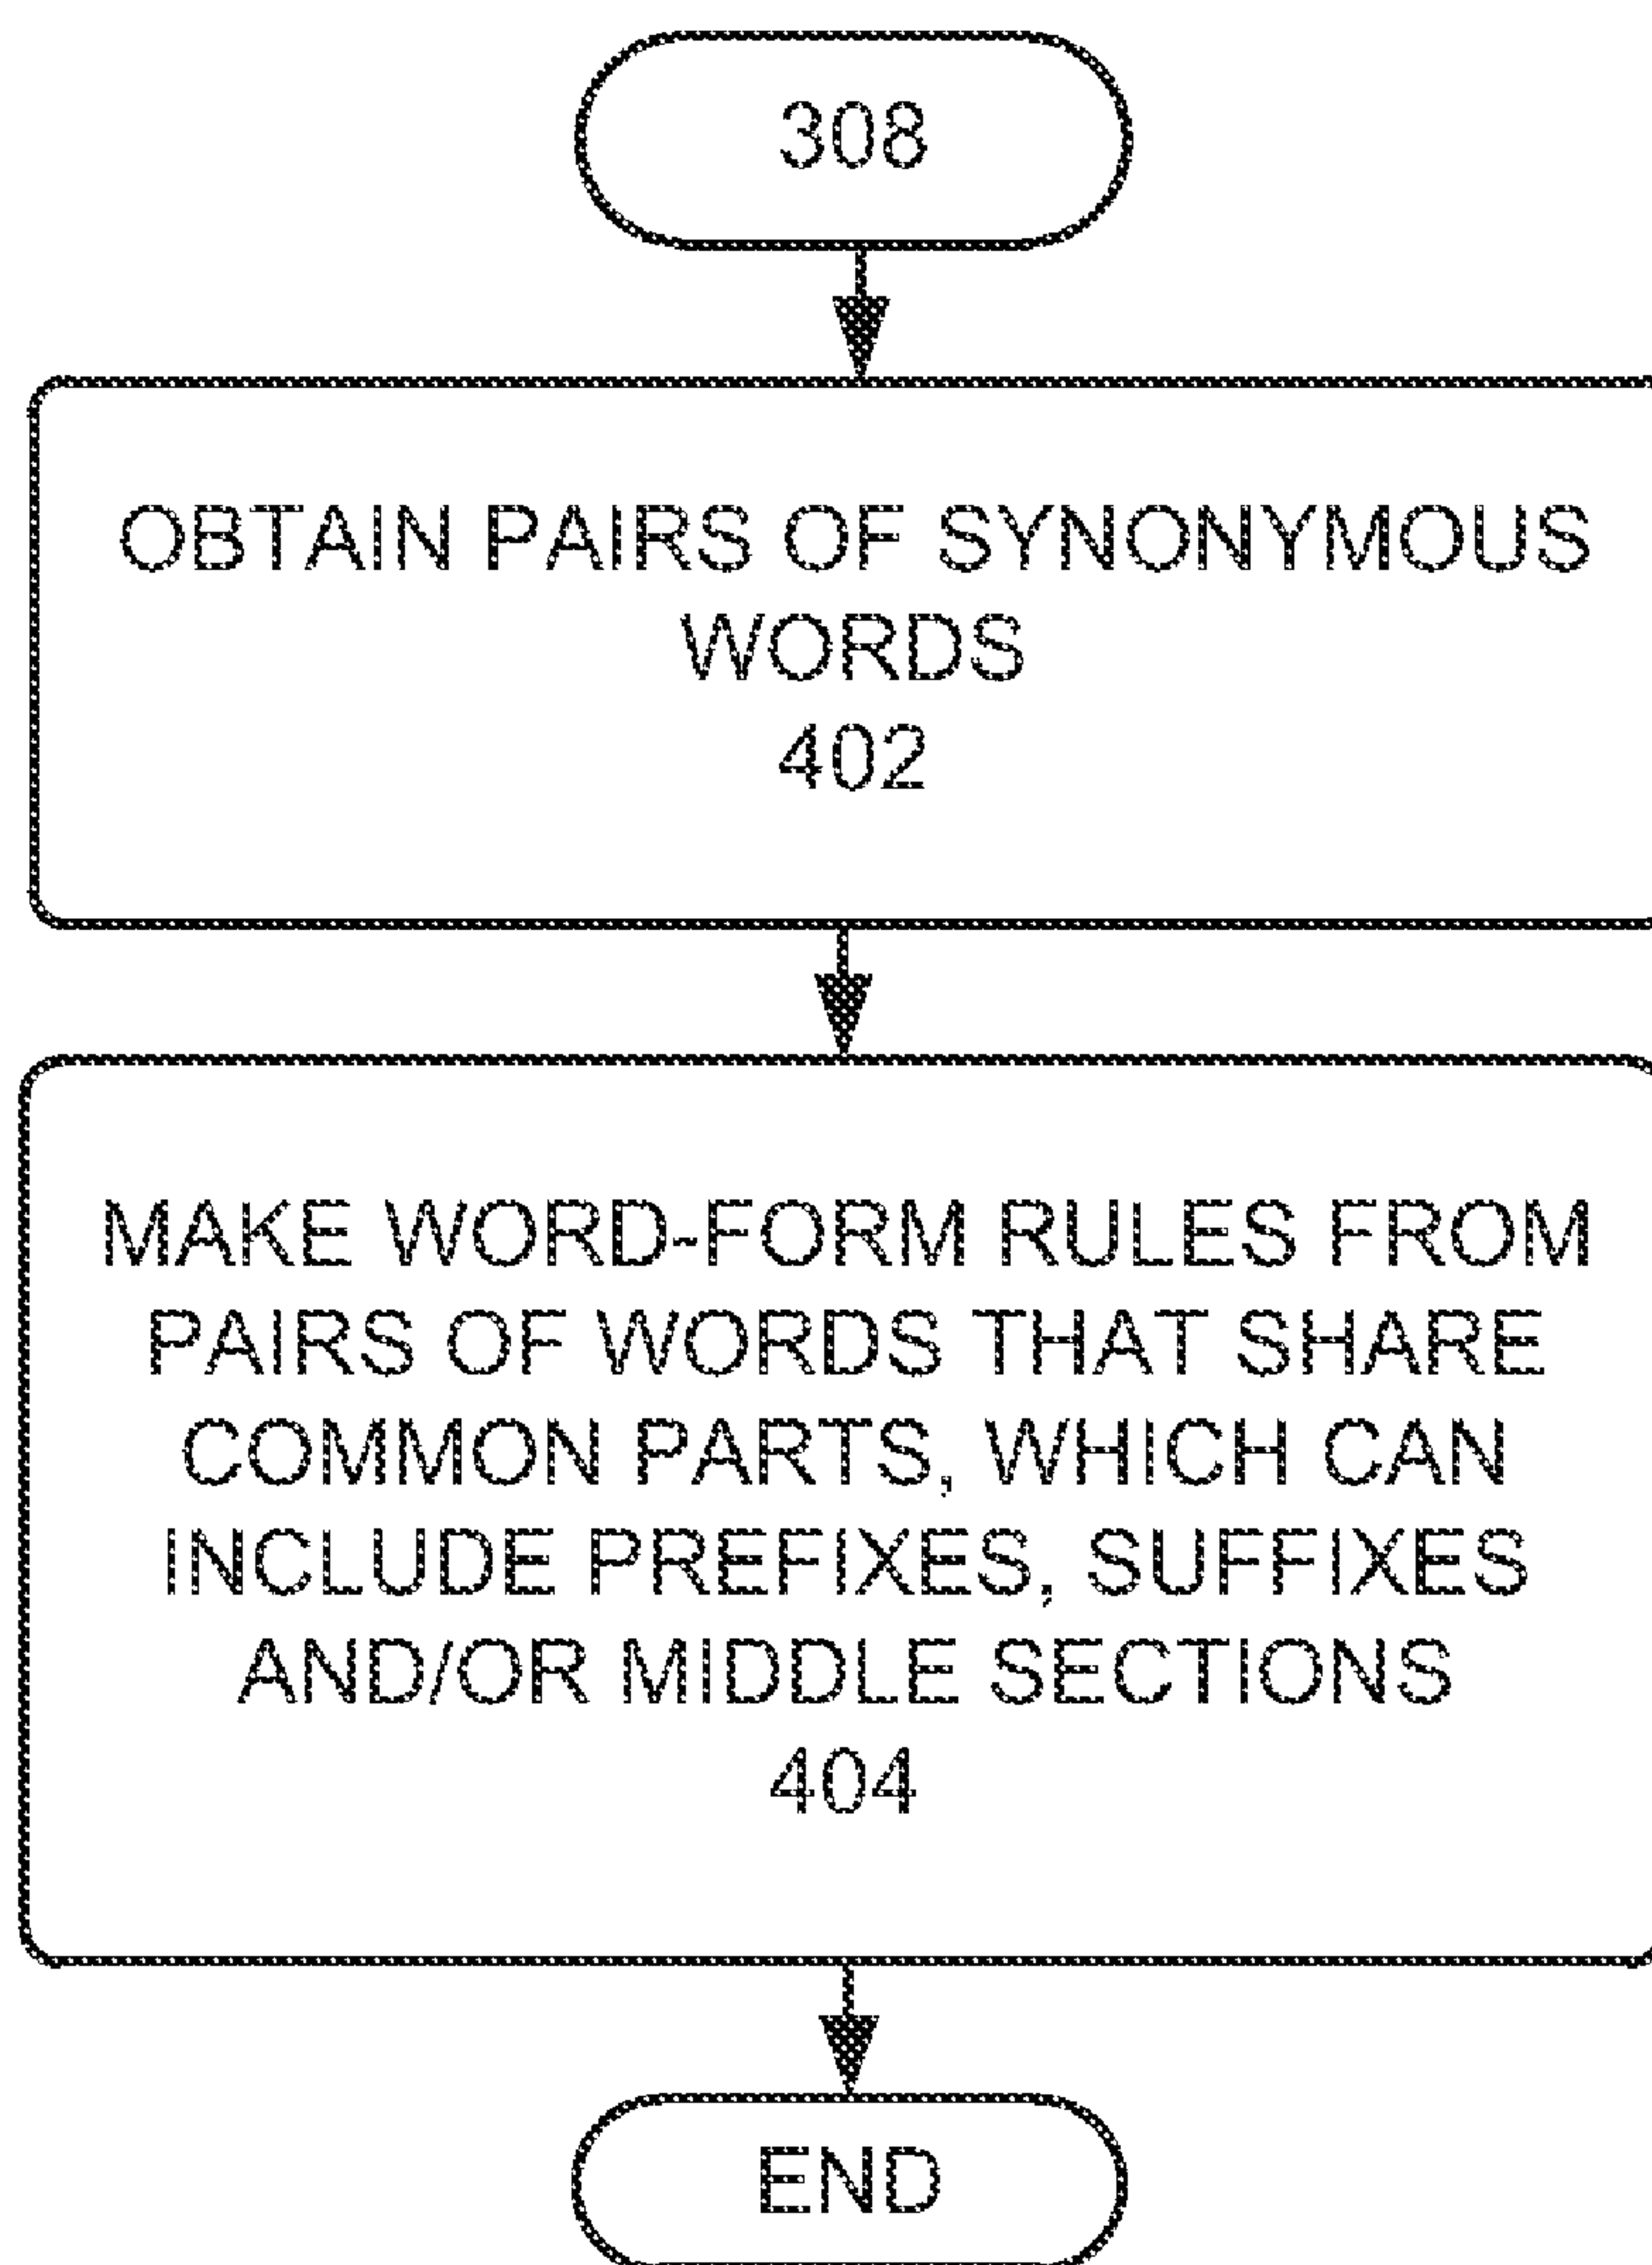 308
OBTAIN PAIRS OF SYNONYMOUS
WORDS
402
MAKE WORD-FORM RULES FROM
PAIRS OF WORDS THAT SHARE
COMMON PARTS, WHICH CAN
INCLUDE PREFIXES, SUFFIXES
AND/OR MIDDLE SECTIONS
404
END